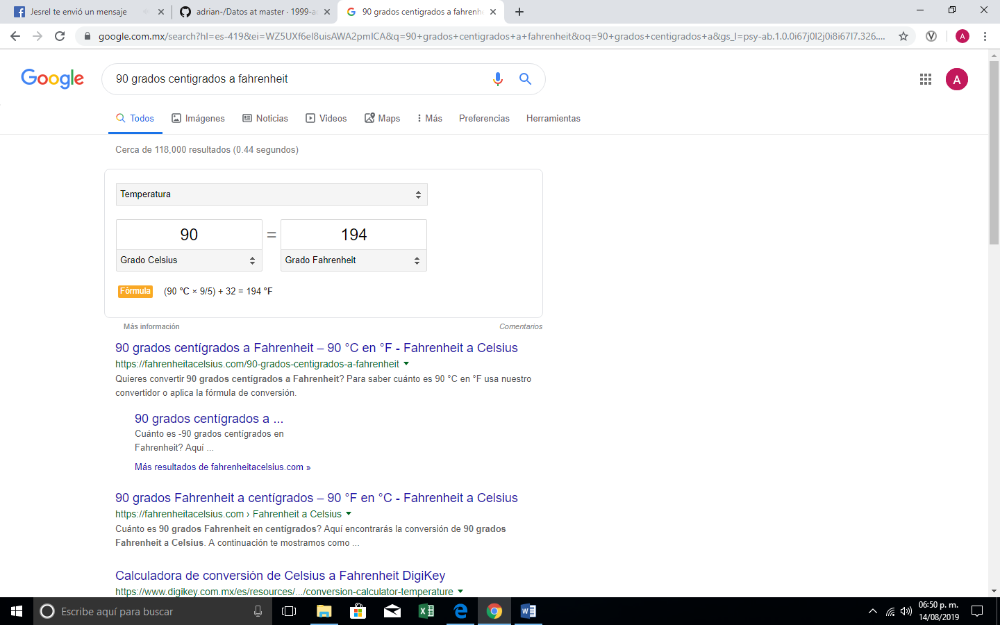 Jesrel te envió un mensaje
adrian-/Datos at master · 1999-a
90 grados centigrados a fahrenh
google.com.mx/search?hl=es-419&ei=WZ5UXf6eI8uisAWA2pmICA&q=90+grados+centigrados+a+fahrenheit&oq=90+grados+centigrados+a&gs_l=psy-ab.1.0.0i67j0l2j0i8i67l7.326....
A
Google
90 grados centigrados a fahrenheit
A
Todos
Imágenes
Noticias
Videos
Maps
Más
Preferencias
Herramientas
Cerca de 118,000 resultados (0.44 segundos)
Temperatura
90 = 194
Grado Celsius
Grado Fahrenheit
Fórmula (90 °C × 9/5) + 32 = 194 °F
Más información
Comentarios
90 grados centígrados a Fahrenheit – 90 °C en °F - Fahrenheit a Celsius
https://fahrenheitacelsius.com/90-grados-centigrados-a-fahrenheit
Quieres convertir 90 grados centígrados a Fahrenheit? Para saber cuánto es 90 °C en °F usa nuestro
convertidor o aplica la fórmula de conversión.
90 grados centígrados a ...
Cuánto es -90 grados centígrados en
Fahrenheit? Aquí ...
Más resultados de fahrenheitacelsius.com »
90 grados Fahrenheit a centígrados – 90 °F en °C - Fahrenheit a Celsius
https://fahrenheitacelsius.com › Fahrenheit a Celsius
Cuánto es 90 grados Fahrenheit en centígrados? Aquí encontrarás la conversión de 90 grados
Fahrenheit a Celsius. A continuación te mostramos como ...
Calculadora de conversión de Celsius a Fahrenheit DigiKey
https://www.digikey.com.mx/es/resources/.../conversion-calculator-temperature
Escribe aquí para buscar
06:50 p. m.
14/08/2019